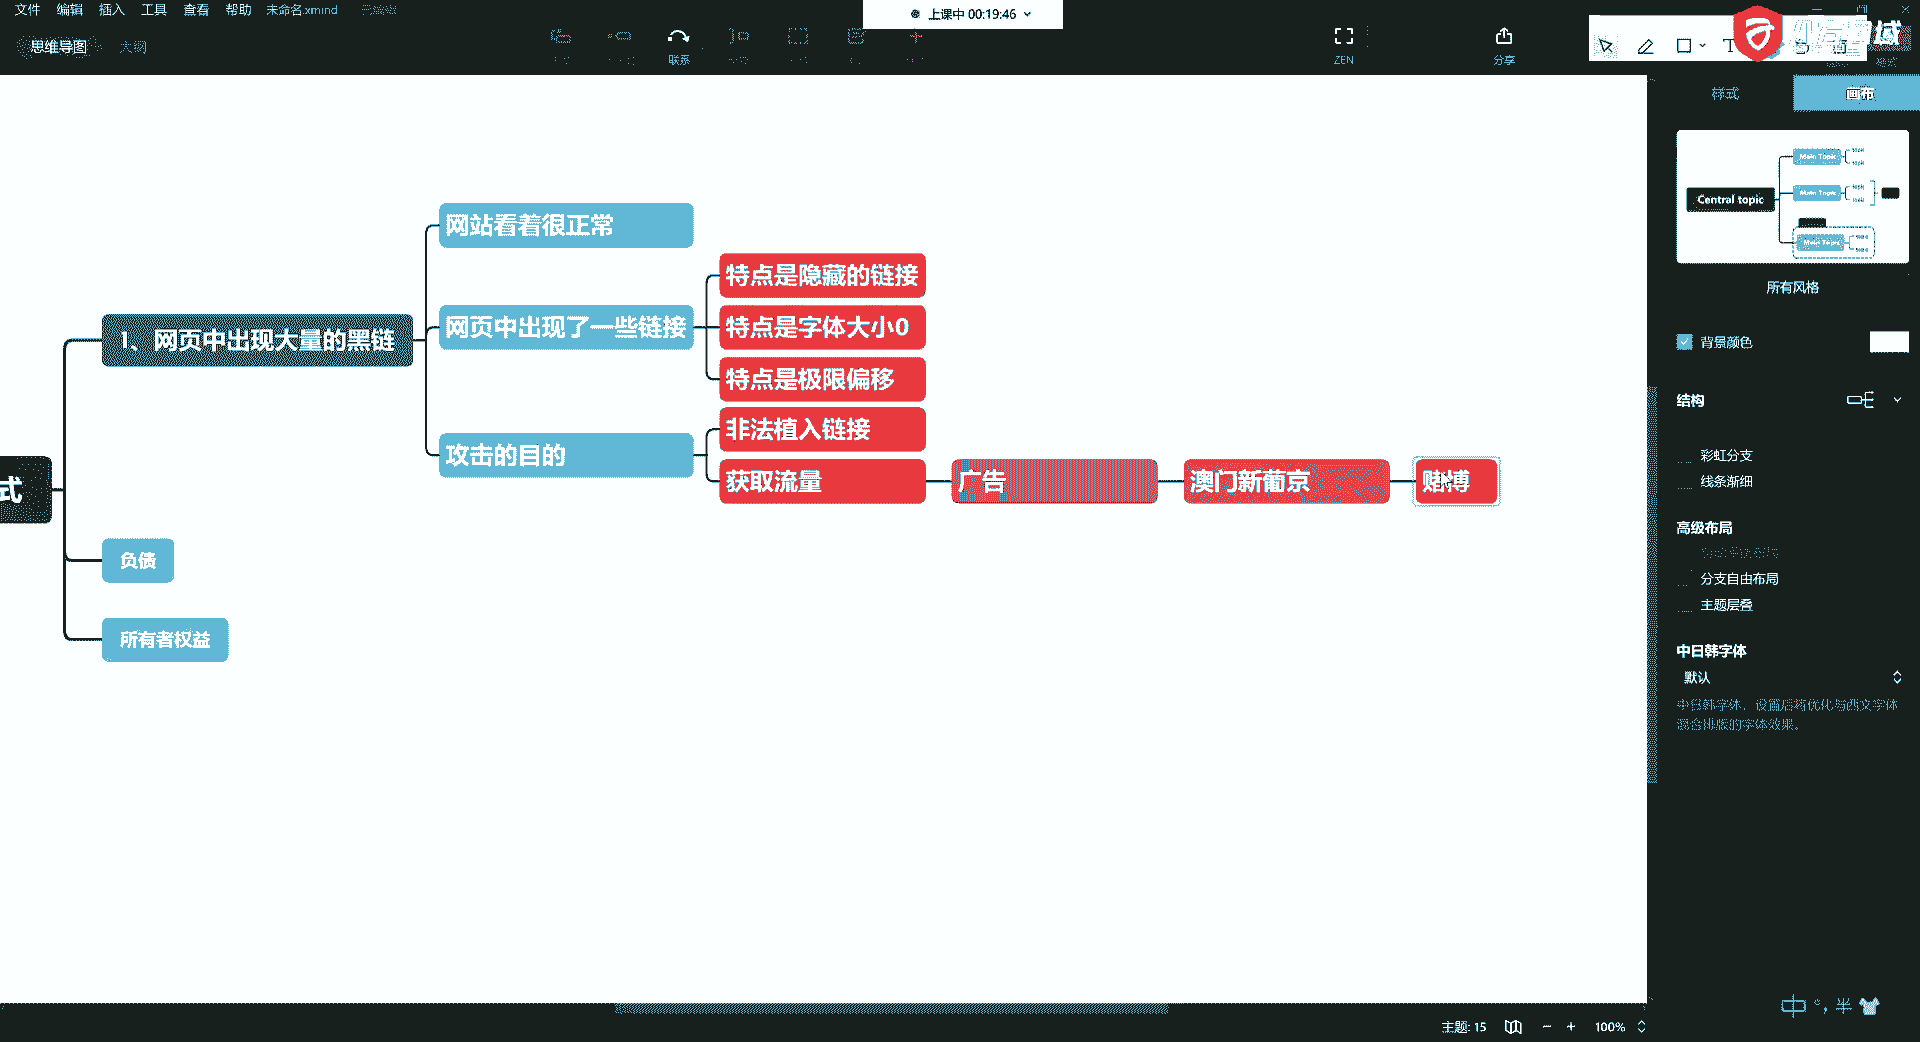 文件 编辑 插入 工具 查看 帮助 未命名.xmind
上课中 00:19:46
思维导图 大纲
联系
ZEN
分享
T
样式
画布
Central topic
Main Topic
Main Topic
Main Topic
所有风格
背景颜色
结构
彩虹分支
线条渐细
高级布局
分支自由布局
主题层叠
中日韩字体
默认
中日韩字体，设置后将优化与西文字体
混合排版的字体效果。
式
1、网页中出现大量的黑链
网站看着很正常
网页中出现了一些链接
特点是隐藏的链接
特点是字体大小0
特点是极限偏移
攻击的目的
非法植入链接
获取流量
广告
澳门新葡京
赌博
负债
所有者权益
主题: 15
100%
中 °, 半